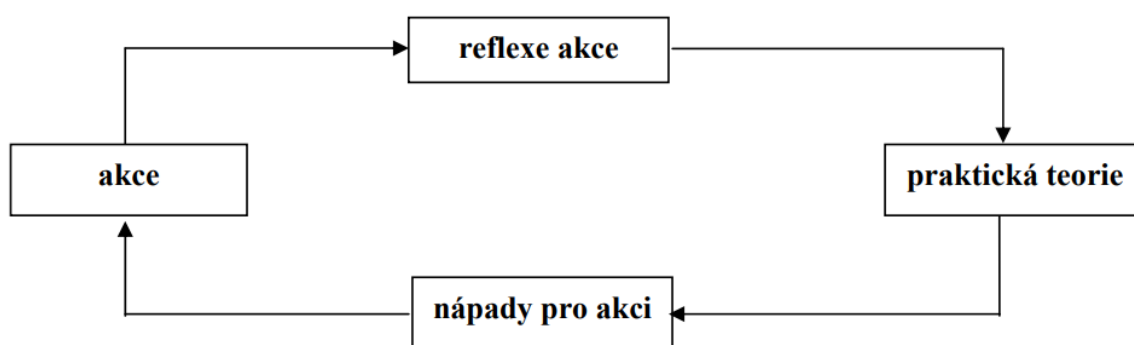 reflexe akce
akce
praktická teorie
nápady pro akci